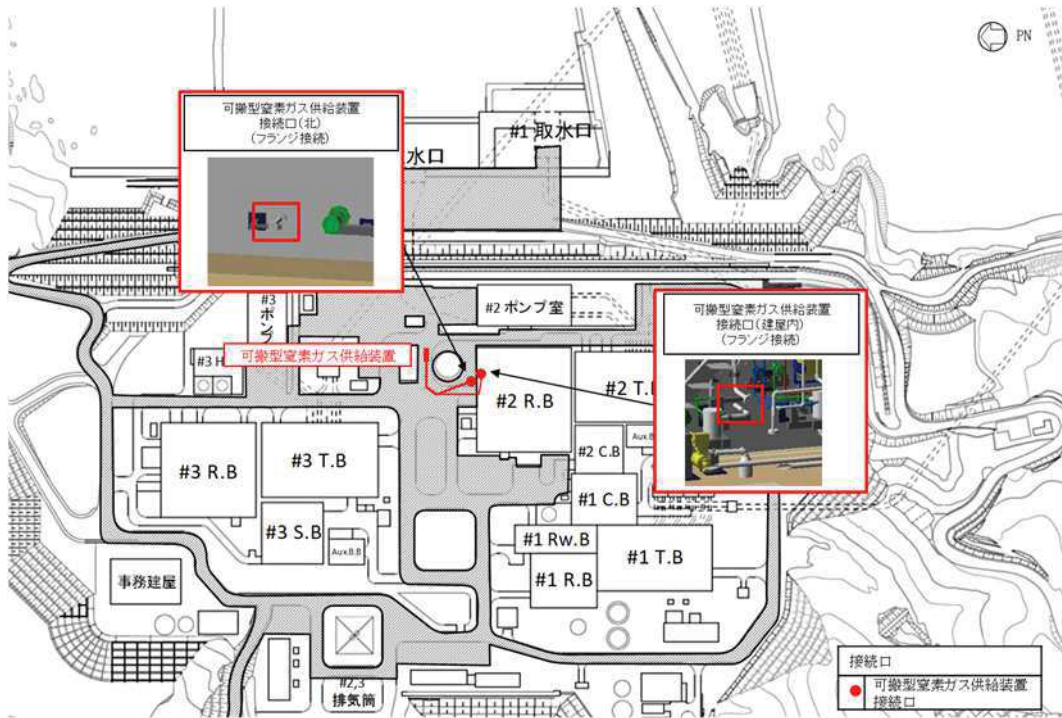 PN
可搬型窒素ガス供給装置
接続口(北)
(フランジ接続)
#1 取水口
水口
#3
ポンプ
#2 ポンプ室
可搬型窒素ガス供給装置
接続口(建屋内)
(フランジ接続)
可搬型窒素ガス供給装置
#3 H
#2 R.B
#2 T.
#3 R.B
#3 T.B
#2 C.B
#1 C.B
#3 S.B
Aux.B.B
#1 Rw.B
#1 R.B
#1 T.B
事務建屋
#2,3
排気筒
接続口
可搬型窒素ガス供給装置
接続口